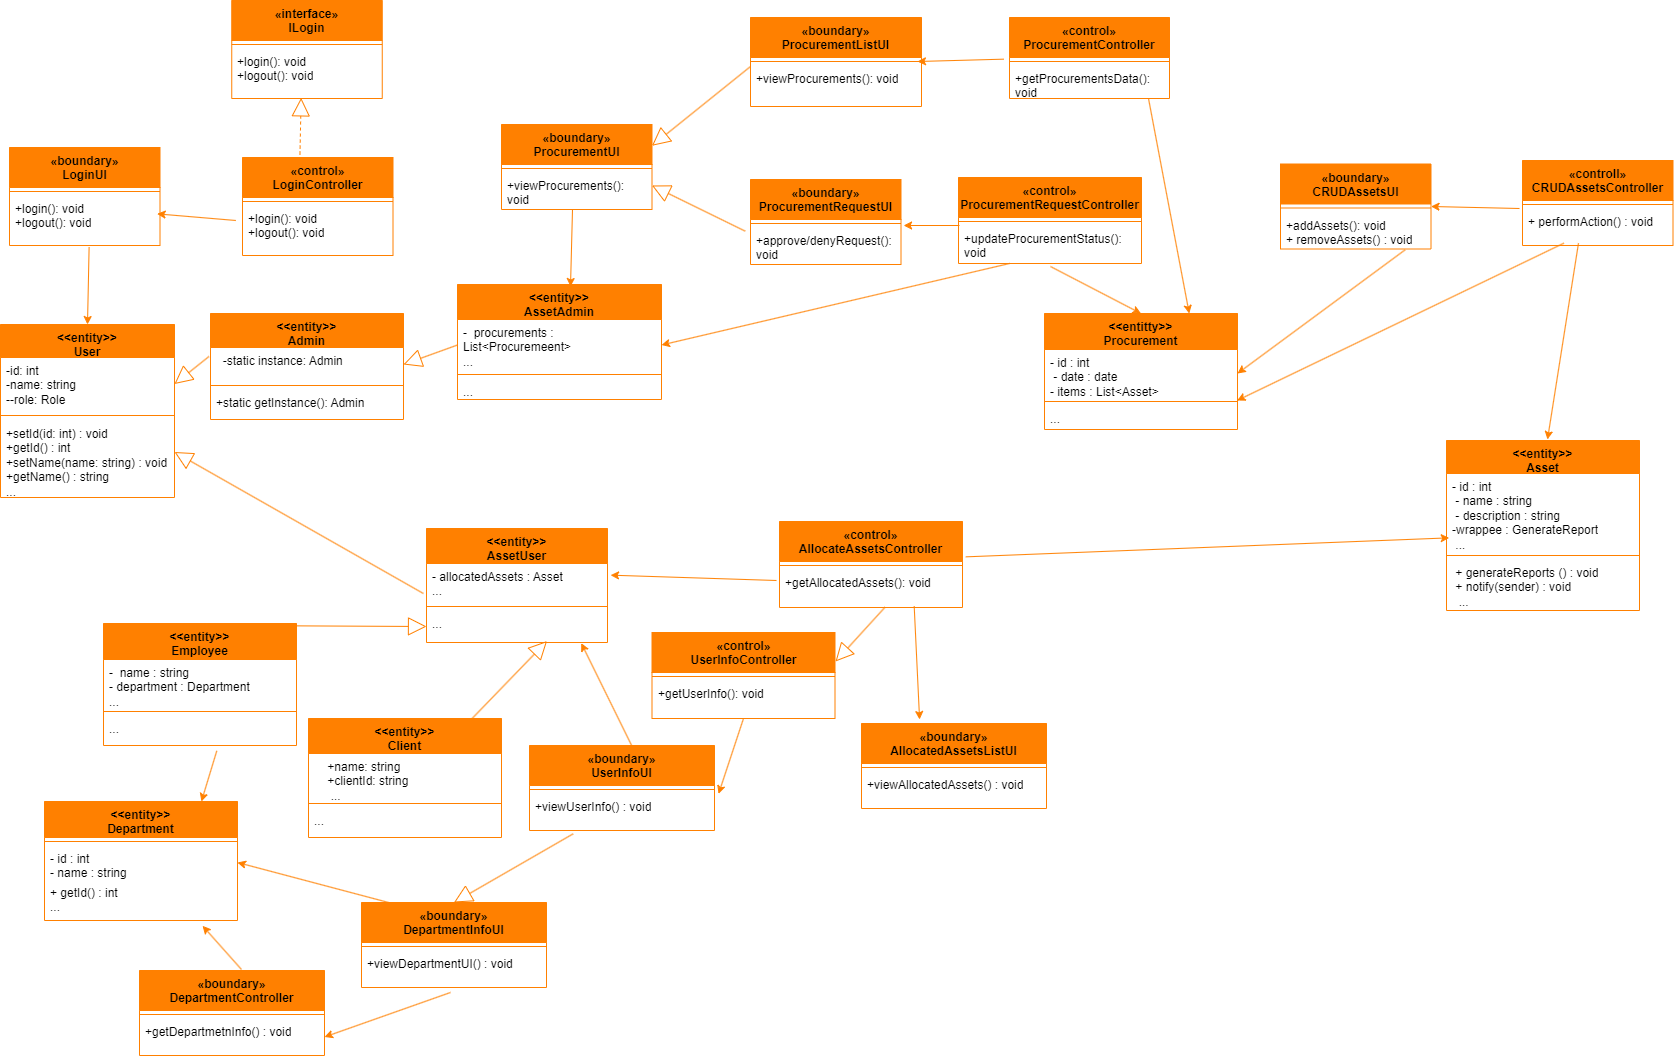 «interface»
ILogin
+login(): void
+logout(): void
«boundary»
ProcurementListUI
+viewProcurements(): void
«control»
ProcurementController
+getProcurementsData():
void
«boundary»
LoginUI
+login(): void
+logout(): void
«control»
LoginController
+login(): void
+logout(): void
«boundary»
ProcurementUI
+viewProcurements():
void
«boundary»
ProcurementRequestUI
+approve/denyRequest():
void
«control»
ProcurementRequestController
+updateProcurementStatus():
void
«boundary»
CRUDAssetsUI
+addAssets(): void
+ removeAssets() : void
«controll»
CRUDAssetsController
+ performAction() : void
<<entity>>
User
-id: int
-name: string
--role: Role
+setId(id: int) : void
+getId() : int
+setName(name: string) : void
+getName() : string
...
<<entity>>
Admin
-static instance: Admin
+static getInstance(): Admin
<<entity>>
AssetAdmin
- procurements :
List<Procuremeent>
...
...
<<entity>>
Procurement
- id : int
- date : date
- items : List<Asset>
...
<<entity>>
Asset
- id : int
- name : string
- description : string
-wrappee : GenerateReport
...
+ generateReports () : void
+ notify(sender) : void
...
<<entity>>
AssetUser
- allocatedAssets : Asset
...
...
«control»
AllocateAssetsController
+getAllocatedAssets(): void
<<entity>>
Employee
- name : string
- department : Department
...
...
«control»
UserInfoController
+getUserInfo(): void
<<entity>>
Client
+name: string
+clientId: string
...
...
«boundary»
UserInfoUI
+viewUserInfo() : void
«boundary»
AllocatedAssetsListUI
+viewAllocatedAssets() : void
<<entity>>
Department
- id : int
- name : string
+ getId() : int
...
«boundary»
DepartmentInfoUI
+viewDepartmentUI() : void
«boundary»
DepartmentController
+getDepartmetnInfo() : void